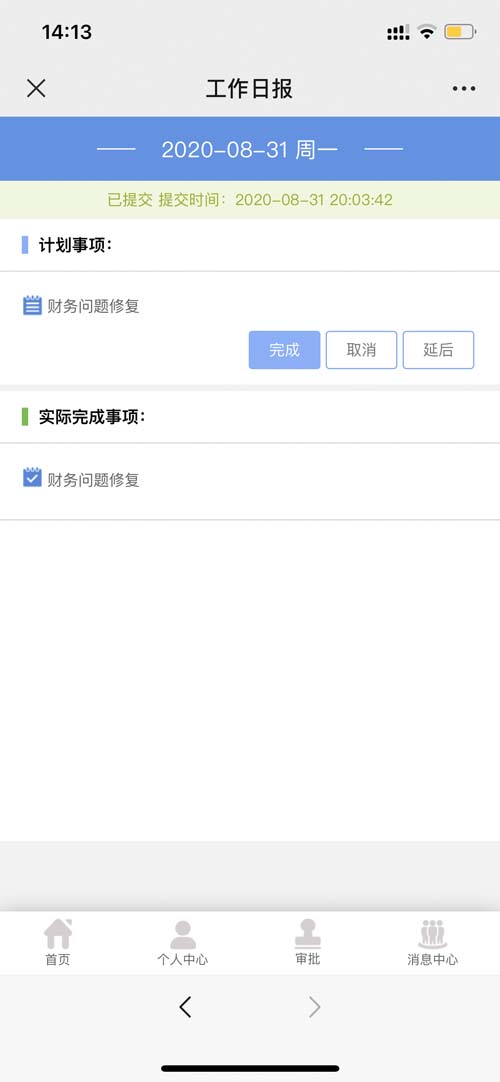 14:13
工作日报
2020-08-31 周一
已提交 提交时间：2020-08-31 20:03:42
计划事项：
财务问题修复
完成 取消 延后
实际完成事项：
财务问题修复
首页 个人中心 审批 消息中心